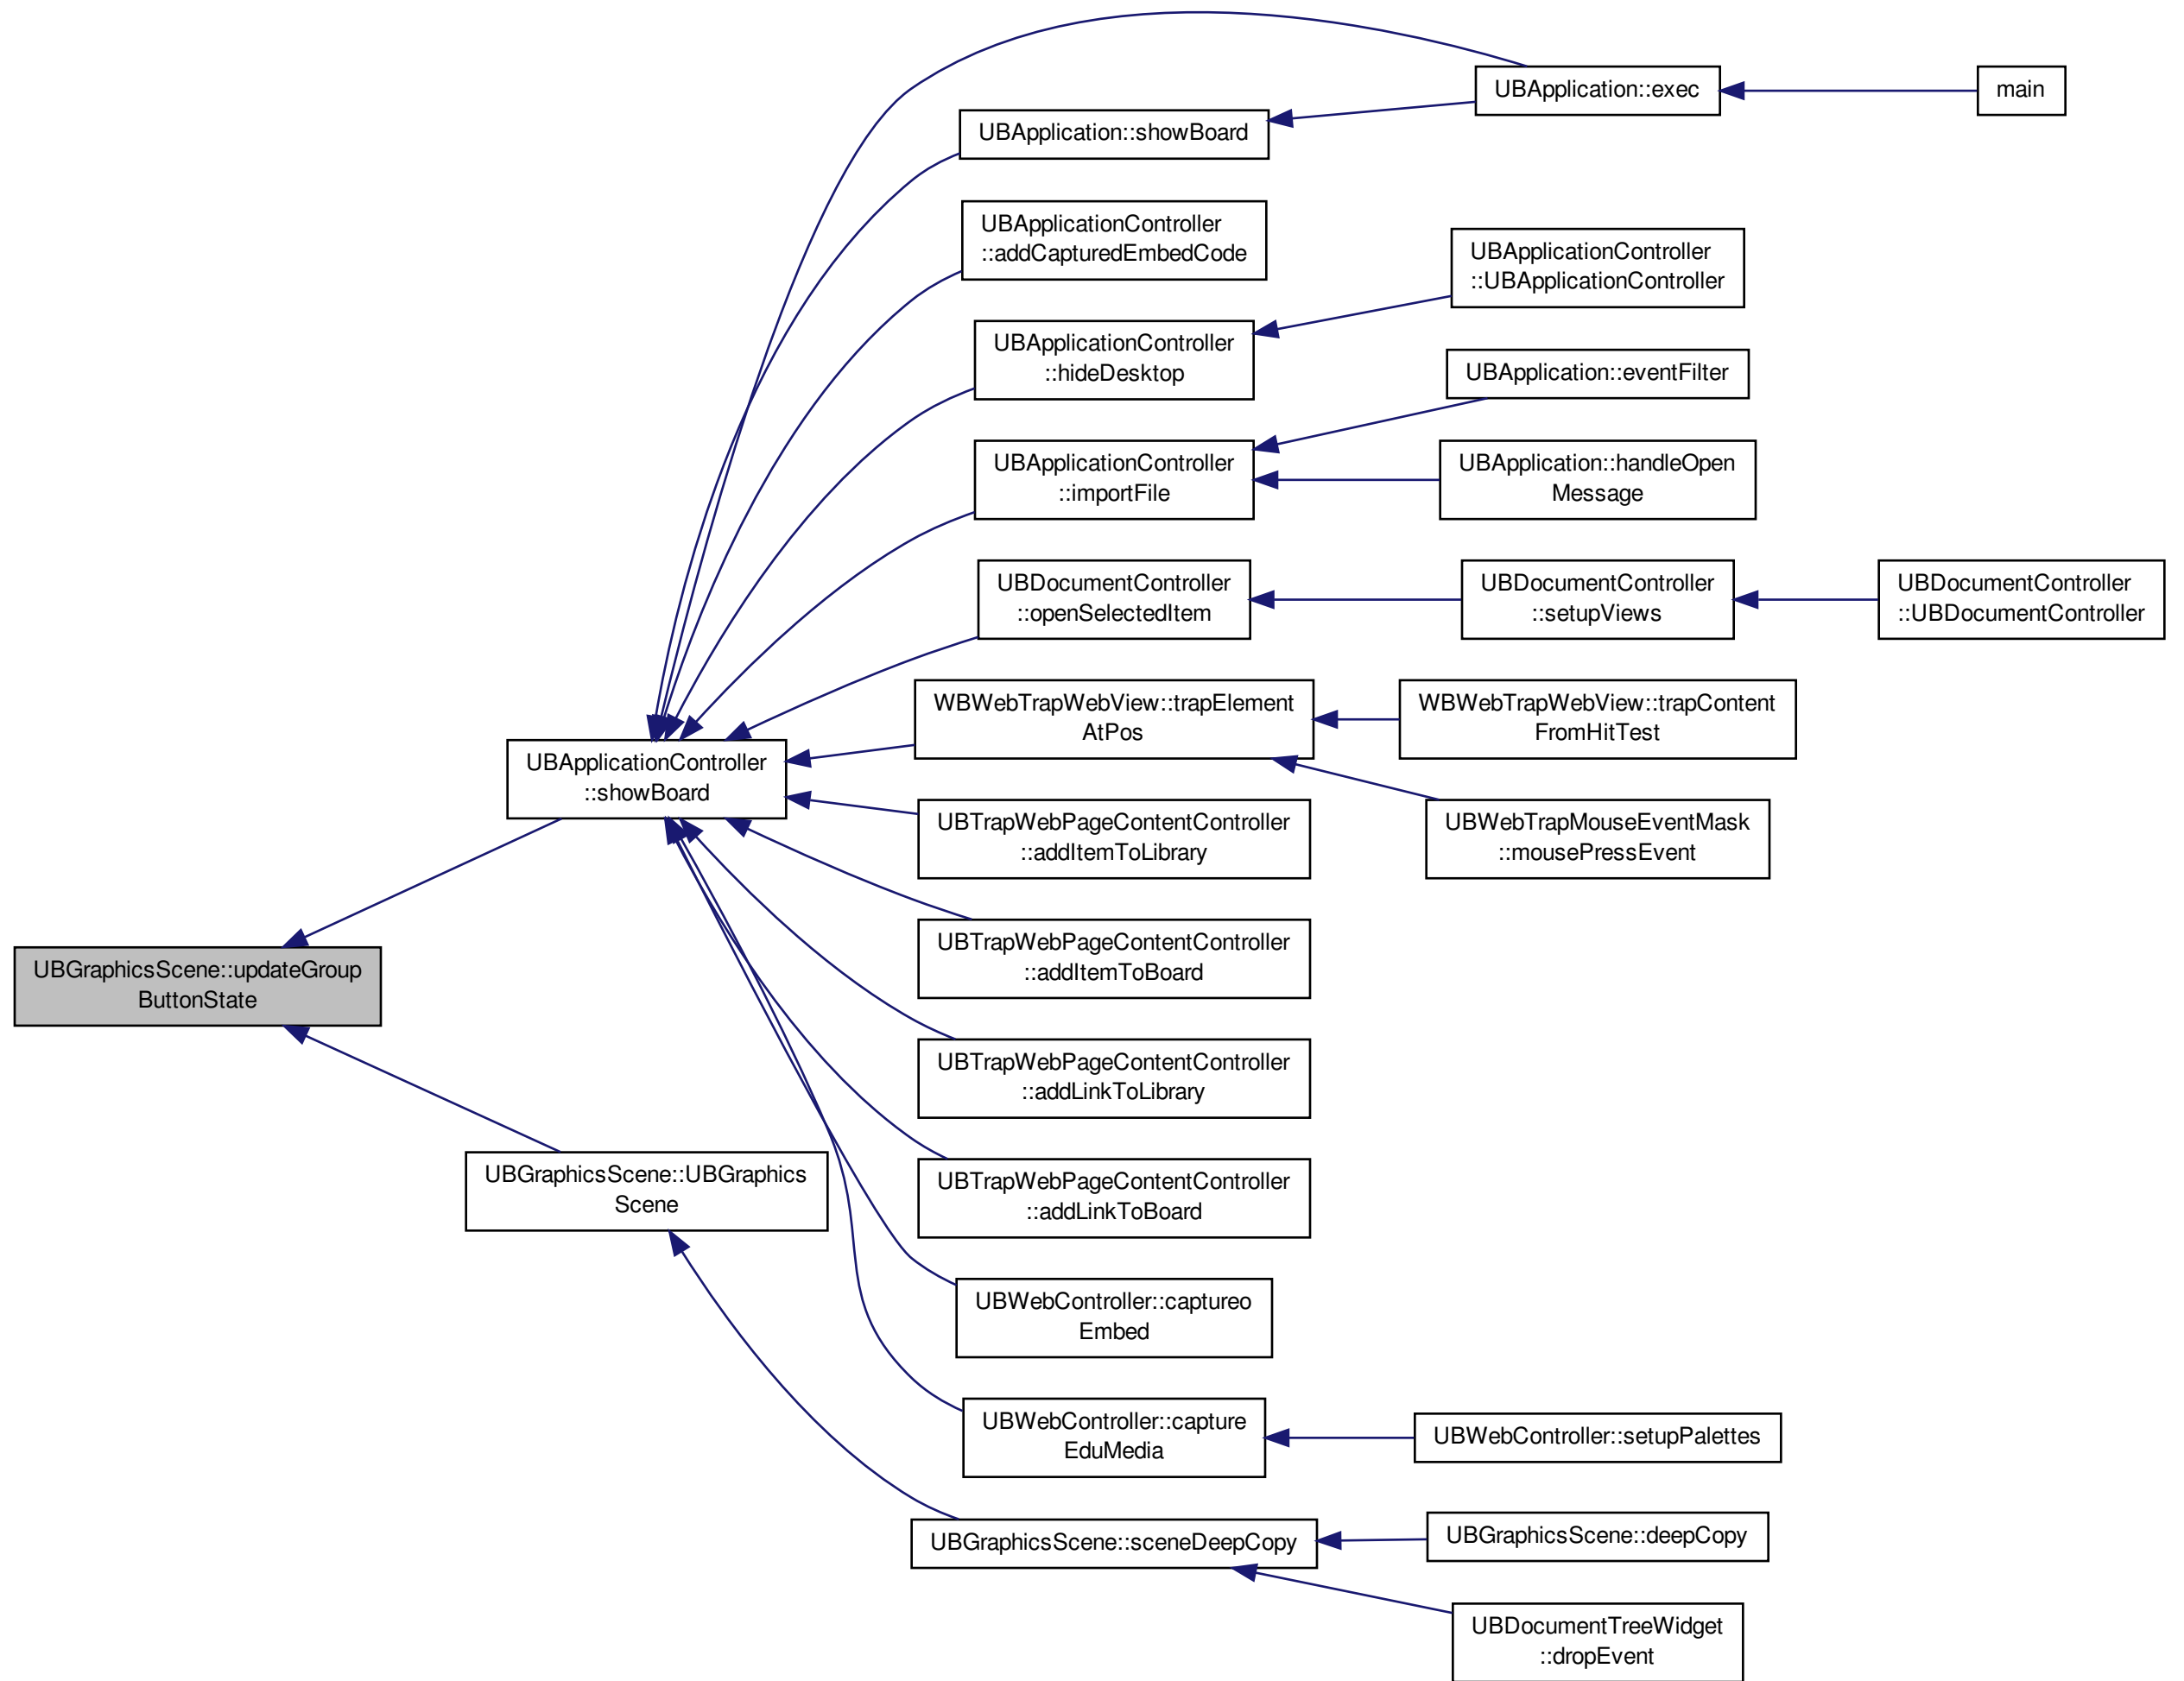 UBApplication::exec
main
UBApplication::showBoard
UBApplicationController
::addCapturedEmbedCode
UBApplicationController
::UBApplicationController
UBApplicationController
::hideDesktop
UBApplication::eventFilter
UBApplicationController
::importFile
UBApplication::handleOpen
Message
UBDocumentController
::openSelectedItem
UBDocumentController
::setupViews
UBDocumentController
::UBDocumentController
WBWebTrapWebView::trapElement
AtPos
WBWebTrapWebView::trapContent
FromHitTest
UBApplicationController
::showBoard
UBTrapWebPageContentController
::addItemToLibrary
UBWebTrapMouseEventMask
::mousePressEvent
UBGraphicsScene::updateGroup
ButtonState
UBTrapWebPageContentController
::addItemToBoard
UBTrapWebPageContentController
::addLinkToLibrary
UBGraphicsScene::UBGraphics
Scene
UBTrapWebPageContentController
::addLinkToBoard
UBWebController::captureo
Embed
UBWebController::capture
EduMedia
UBWebController::setupPalettes
UBGraphicsScene::sceneDeepCopy
UBGraphicsScene::deepCopy
UBDocumentTreeWidget
::dropEvent